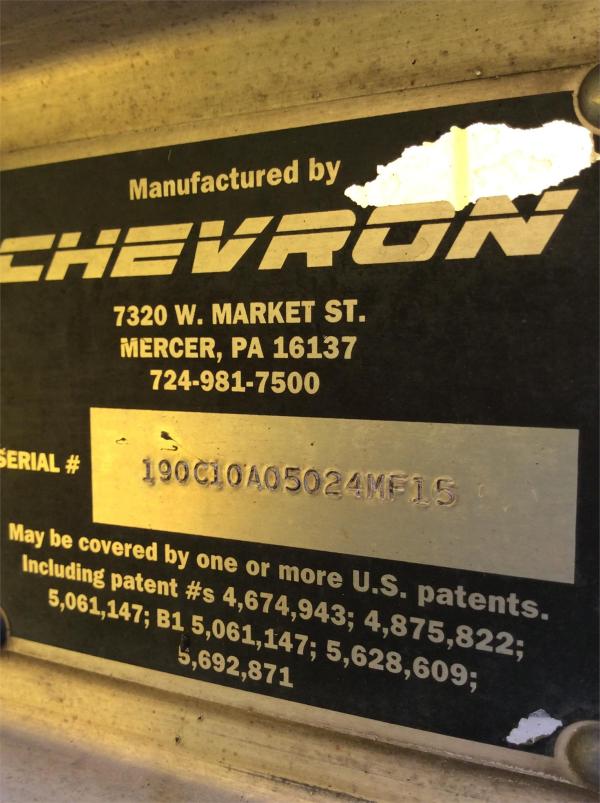 Manufactured by
CHEVRON
7320 W. MARKET ST.
MERCER, PA 16137
724-981-7500
SERIAL # 190C10A05024MF15
May be covered by one or more U.S. patents.
Including patent #s 4,674,943; 4,875,822;
5,061,147; B1 5,061,147; 5,628,609;
5,692,871